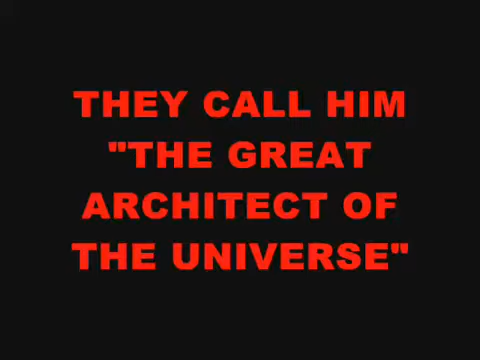 THEY CALL HIM
"THE GREAT
ARCHITECT OF
THE UNIVERSE"